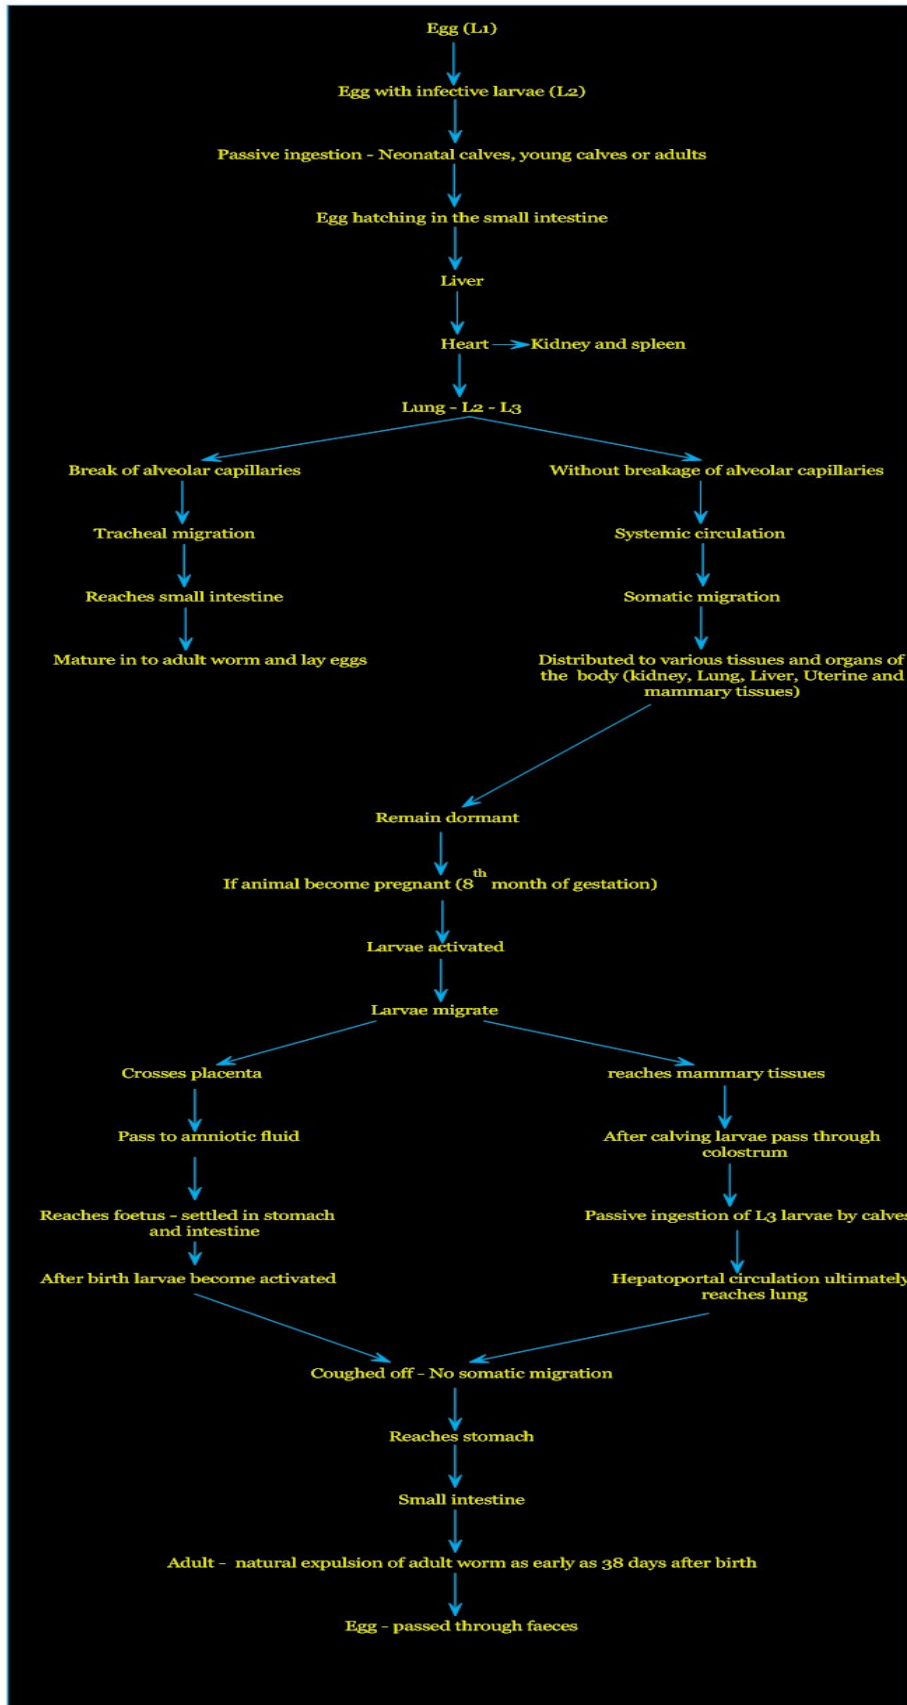 Egg (L1)
Egg with infective larvae (L2)
Passive ingestion - Neonatal calves, young calves or adults
Egg hatching in the small intestine
Liver
Heart
Kidney and spleen
Lung - L2 - L3
Break of alveolar capillaries
Without breakage of alveolar capillaries
Tracheal migration
Systemic circulation
Reaches small intestine
Somatic migration
Mature in to adult worm and lay eggs
Distributed to various tissues and organs of
the body (kidney, Lung, Liver, Uterine and
mammary tissues)
Remain dormant
If animal become pregnant (8th month of gestation)
Larvae activated
Larvae migrate
Crosses placenta
reaches mammary tissues
Pass to amniotic fluid
After calving larvae pass through
colostrum
Reaches foetus - settled in stomach
and intestine
Passive ingestion of L3 larvae by calves
After birth larvae become activated
Hepatoportal circulation ultimately
reaches lung
Coughed off - No somatic migration
Reaches stomach
Small intestine
Adult - natural expulsion of adult worm as early as 38 days after birth
Egg - passed through faeces